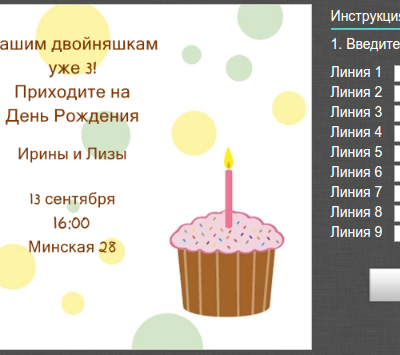 ашим двойняшкам
уже 3!
Приходите на
День Рождения
Ирины и Лизы
13 сентября
16:00
Минская 28
Инструкция
1. Введите
Линия 1
Линия 2
Линия 3
Линия 4
Линия 5
Линия 6
Линия 7
Линия 8
Линия 9